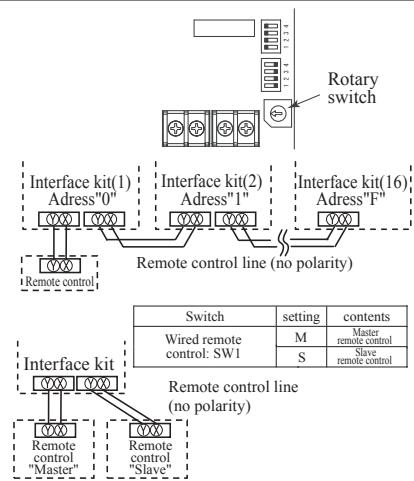 1 2 3 4
1 2 3 4
Rotary
switch
Interface kit(1)
Adress"0"
Interface kit(2)
Adress"1"
Interface kit(16)
Adress"F"
Ⓨ Ⓧ Ⓨ Ⓧ
Ⓨ Ⓧ Ⓨ Ⓧ
Ⓨ Ⓧ
Ⓨ Ⓧ
Remote control
Remote control line (no polarity)
Switch setting contents
Wired remote
control: SW1
M Master
remote control
S Slave
remote control
Interface kit
Ⓨ Ⓧ Ⓨ Ⓧ
Remote control line
(no polarity)
Ⓨ Ⓧ
Remote
control
"Master"
Ⓨ Ⓧ
Remote
control
"Slave"